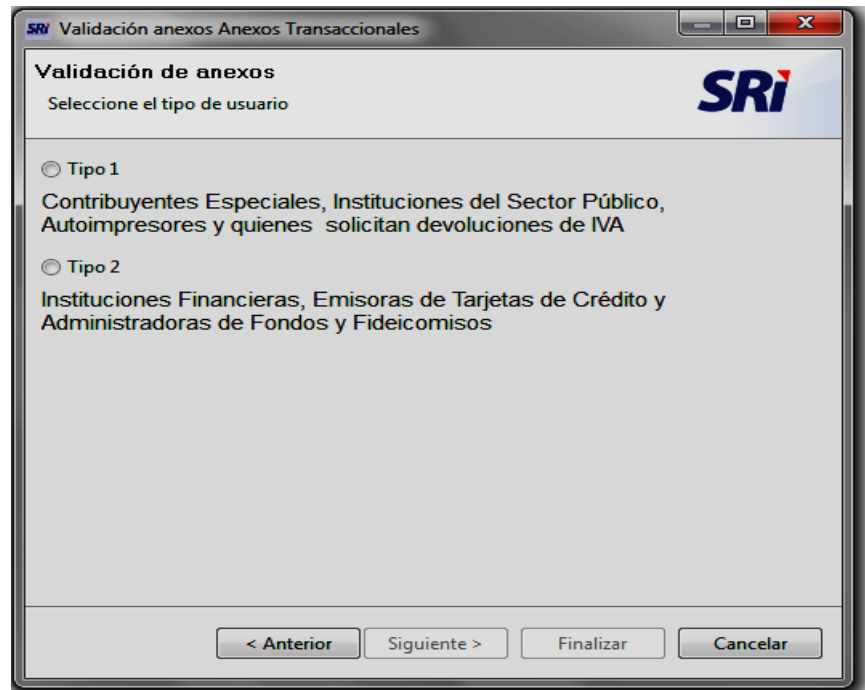 SRi Validación anexos Anexos Transaccionales
Validación de anexos
Seleccione el tipo de usuario
SRi
Tipo 1
Contribuyentes Especiales, Instituciones del Sector Público,
Autoimpresores y quienes solicitan devoluciones de IVA
Tipo 2
Instituciones Financieras, Emisoras de Tarjetas de Crédito y
Administradoras de Fondos y Fideicomisos
< Anterior Siguiente > Finalizar Cancelar